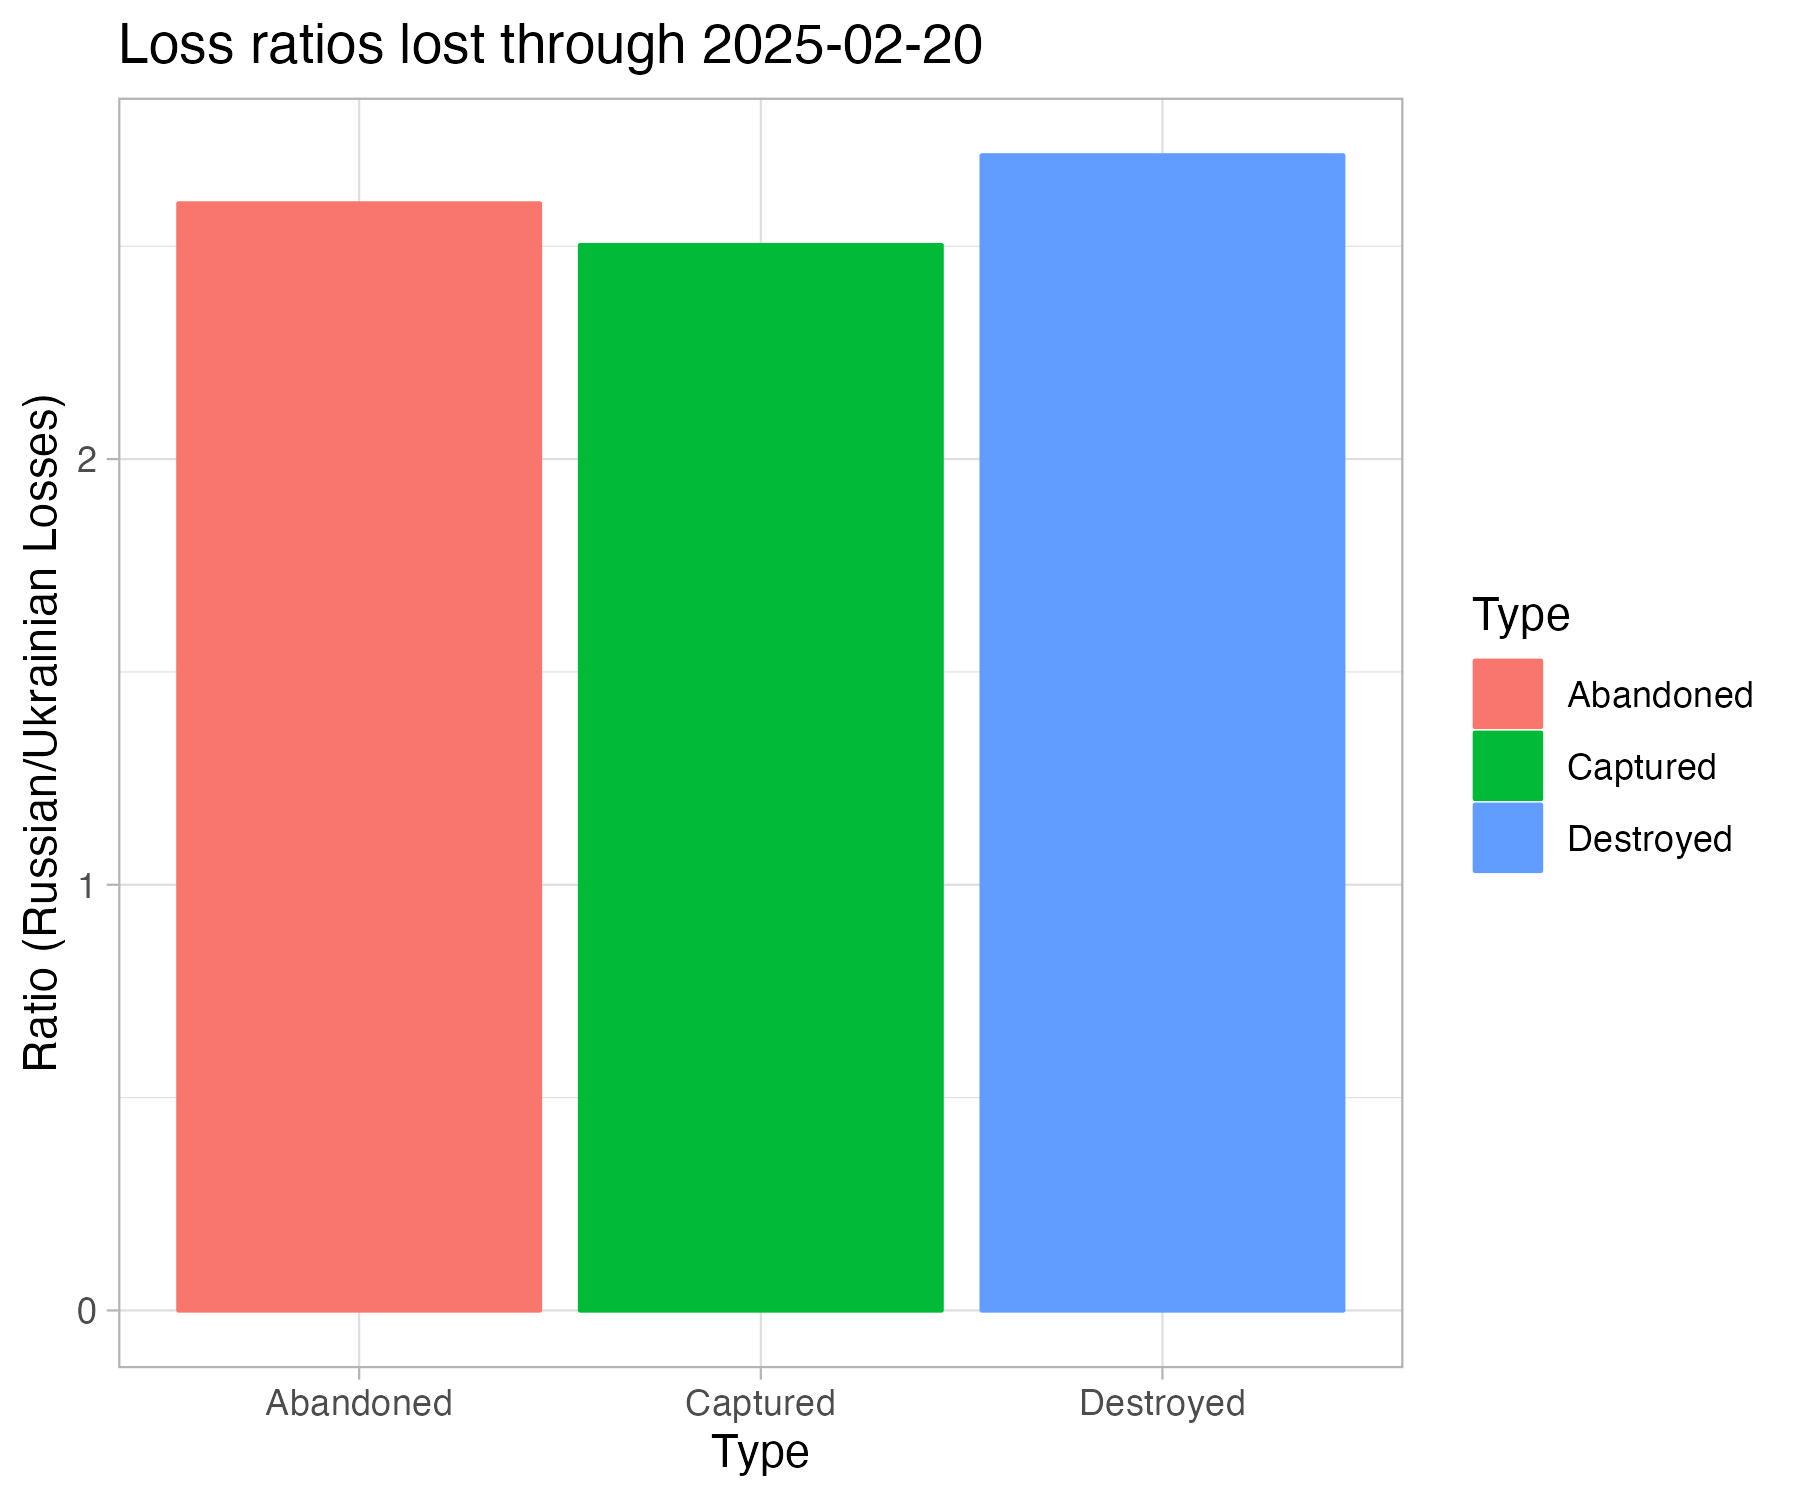 Loss ratios lost through 2025-02-20
Ratio (Russian/Ukrainian Losses)
2
1
0
Abandoned
Captured
Destroyed
Type
Type
Abandoned
Captured
Destroyed